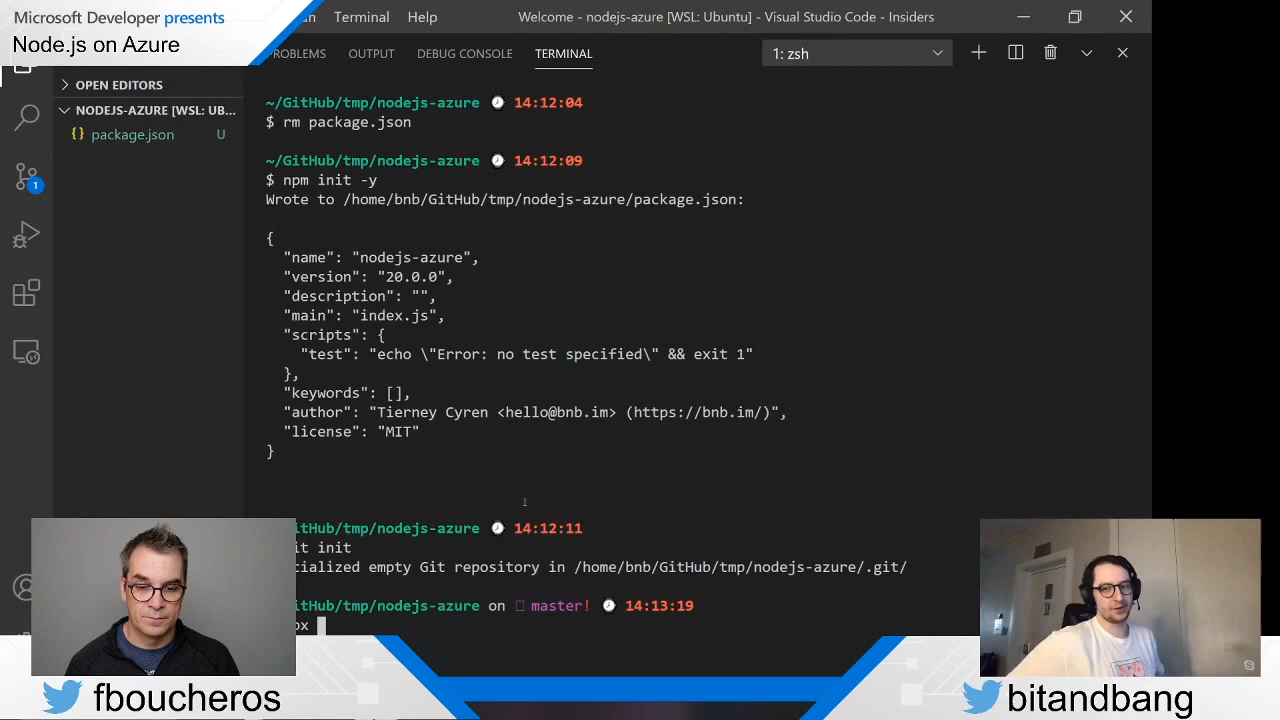 Microsoft Developer presents
Node.js on Azure
Terminal Help
Welcome - nodejs-azure [WSL: Ubuntu] - Visual Studio Code - Insiders
OUTPUT DEBUG CONSOLE TERMINAL
1: zsh
OPEN EDITORS
NODEJS-AZURE [WSL: UB...
{} package.json U
1
~/GitHub/tmp/nodejs-azure 14:12:04
$ rm package.json
~/GitHub/tmp/nodejs-azure 14:12:09
$ npm init -y
Wrote to /home/bnb/GitHub/tmp/nodejs-azure/package.json:
{
"name": "nodejs-azure",
"version": "20.0.0",
"description": "",
"main": "index.js",
"scripts": {
"test": "echo \"Error: no test specified\" && exit 1"
},
"keywords": [],
"author": "Tierney Cyren <hello@bnb.im> (https://bnb.im/)",
"license": "MIT"
}
itHub/tmp/nodejs-azure 14:12:11
it init
cialized empty Git repository in /home/bnb/GitHub/tmp/nodejs-azure/.git/
itHub/tmp/nodejs-azure on master! 14:13:19
ox
fboucheros
bitandbang